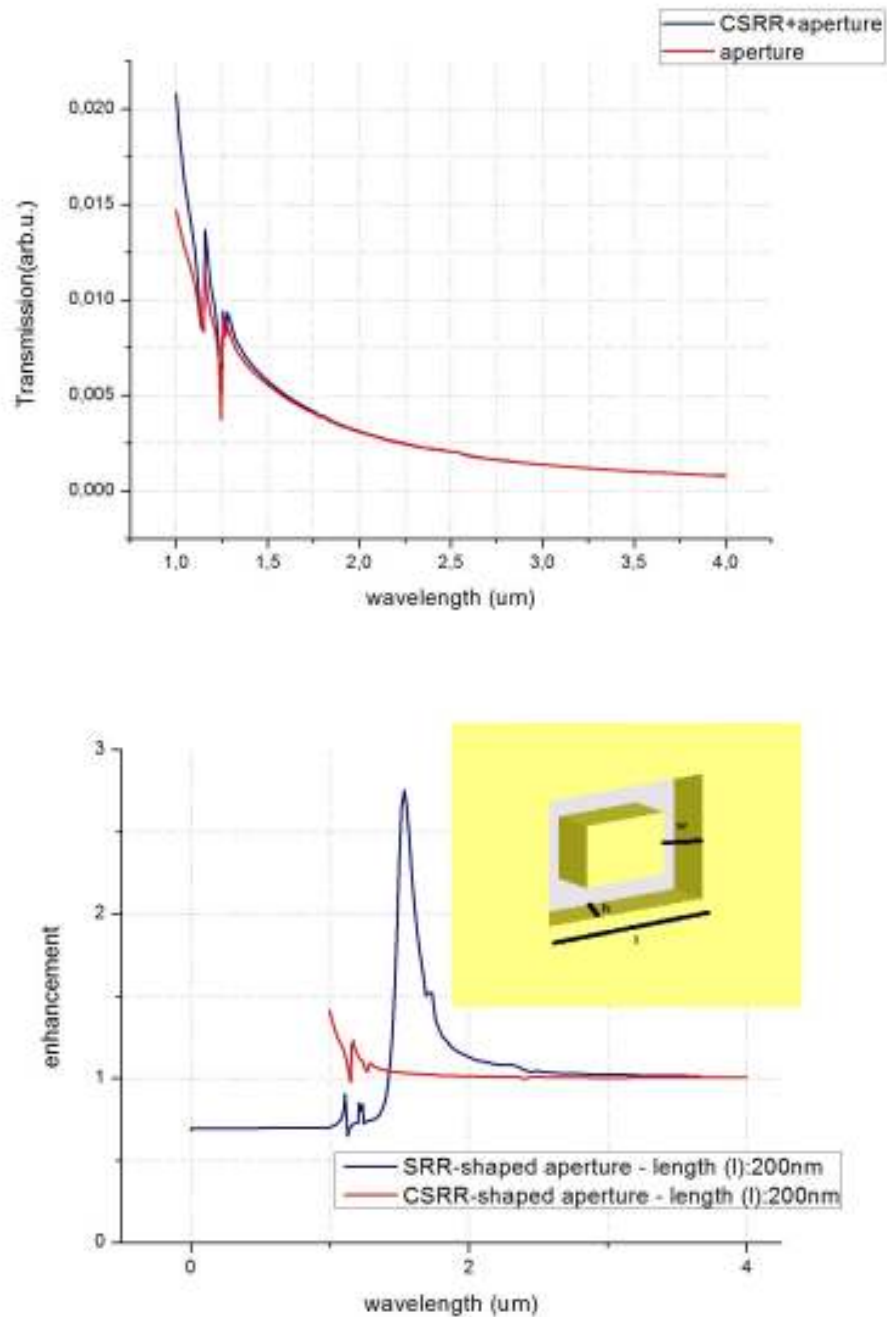 CSRR+aperture
aperture
0,020
0,015
0,010
0,005
0,000
Transmission(arb.u.)
1,0 1,5 2,0 2,5 3,0 3,5 4,0
wavelength (um)
3
2
1
0
enhancement
h
l
SRR-shaped aperture - length (l):200nm
CSRR-shaped aperture - length (l):200nm
0 2 4
wavelength (um)